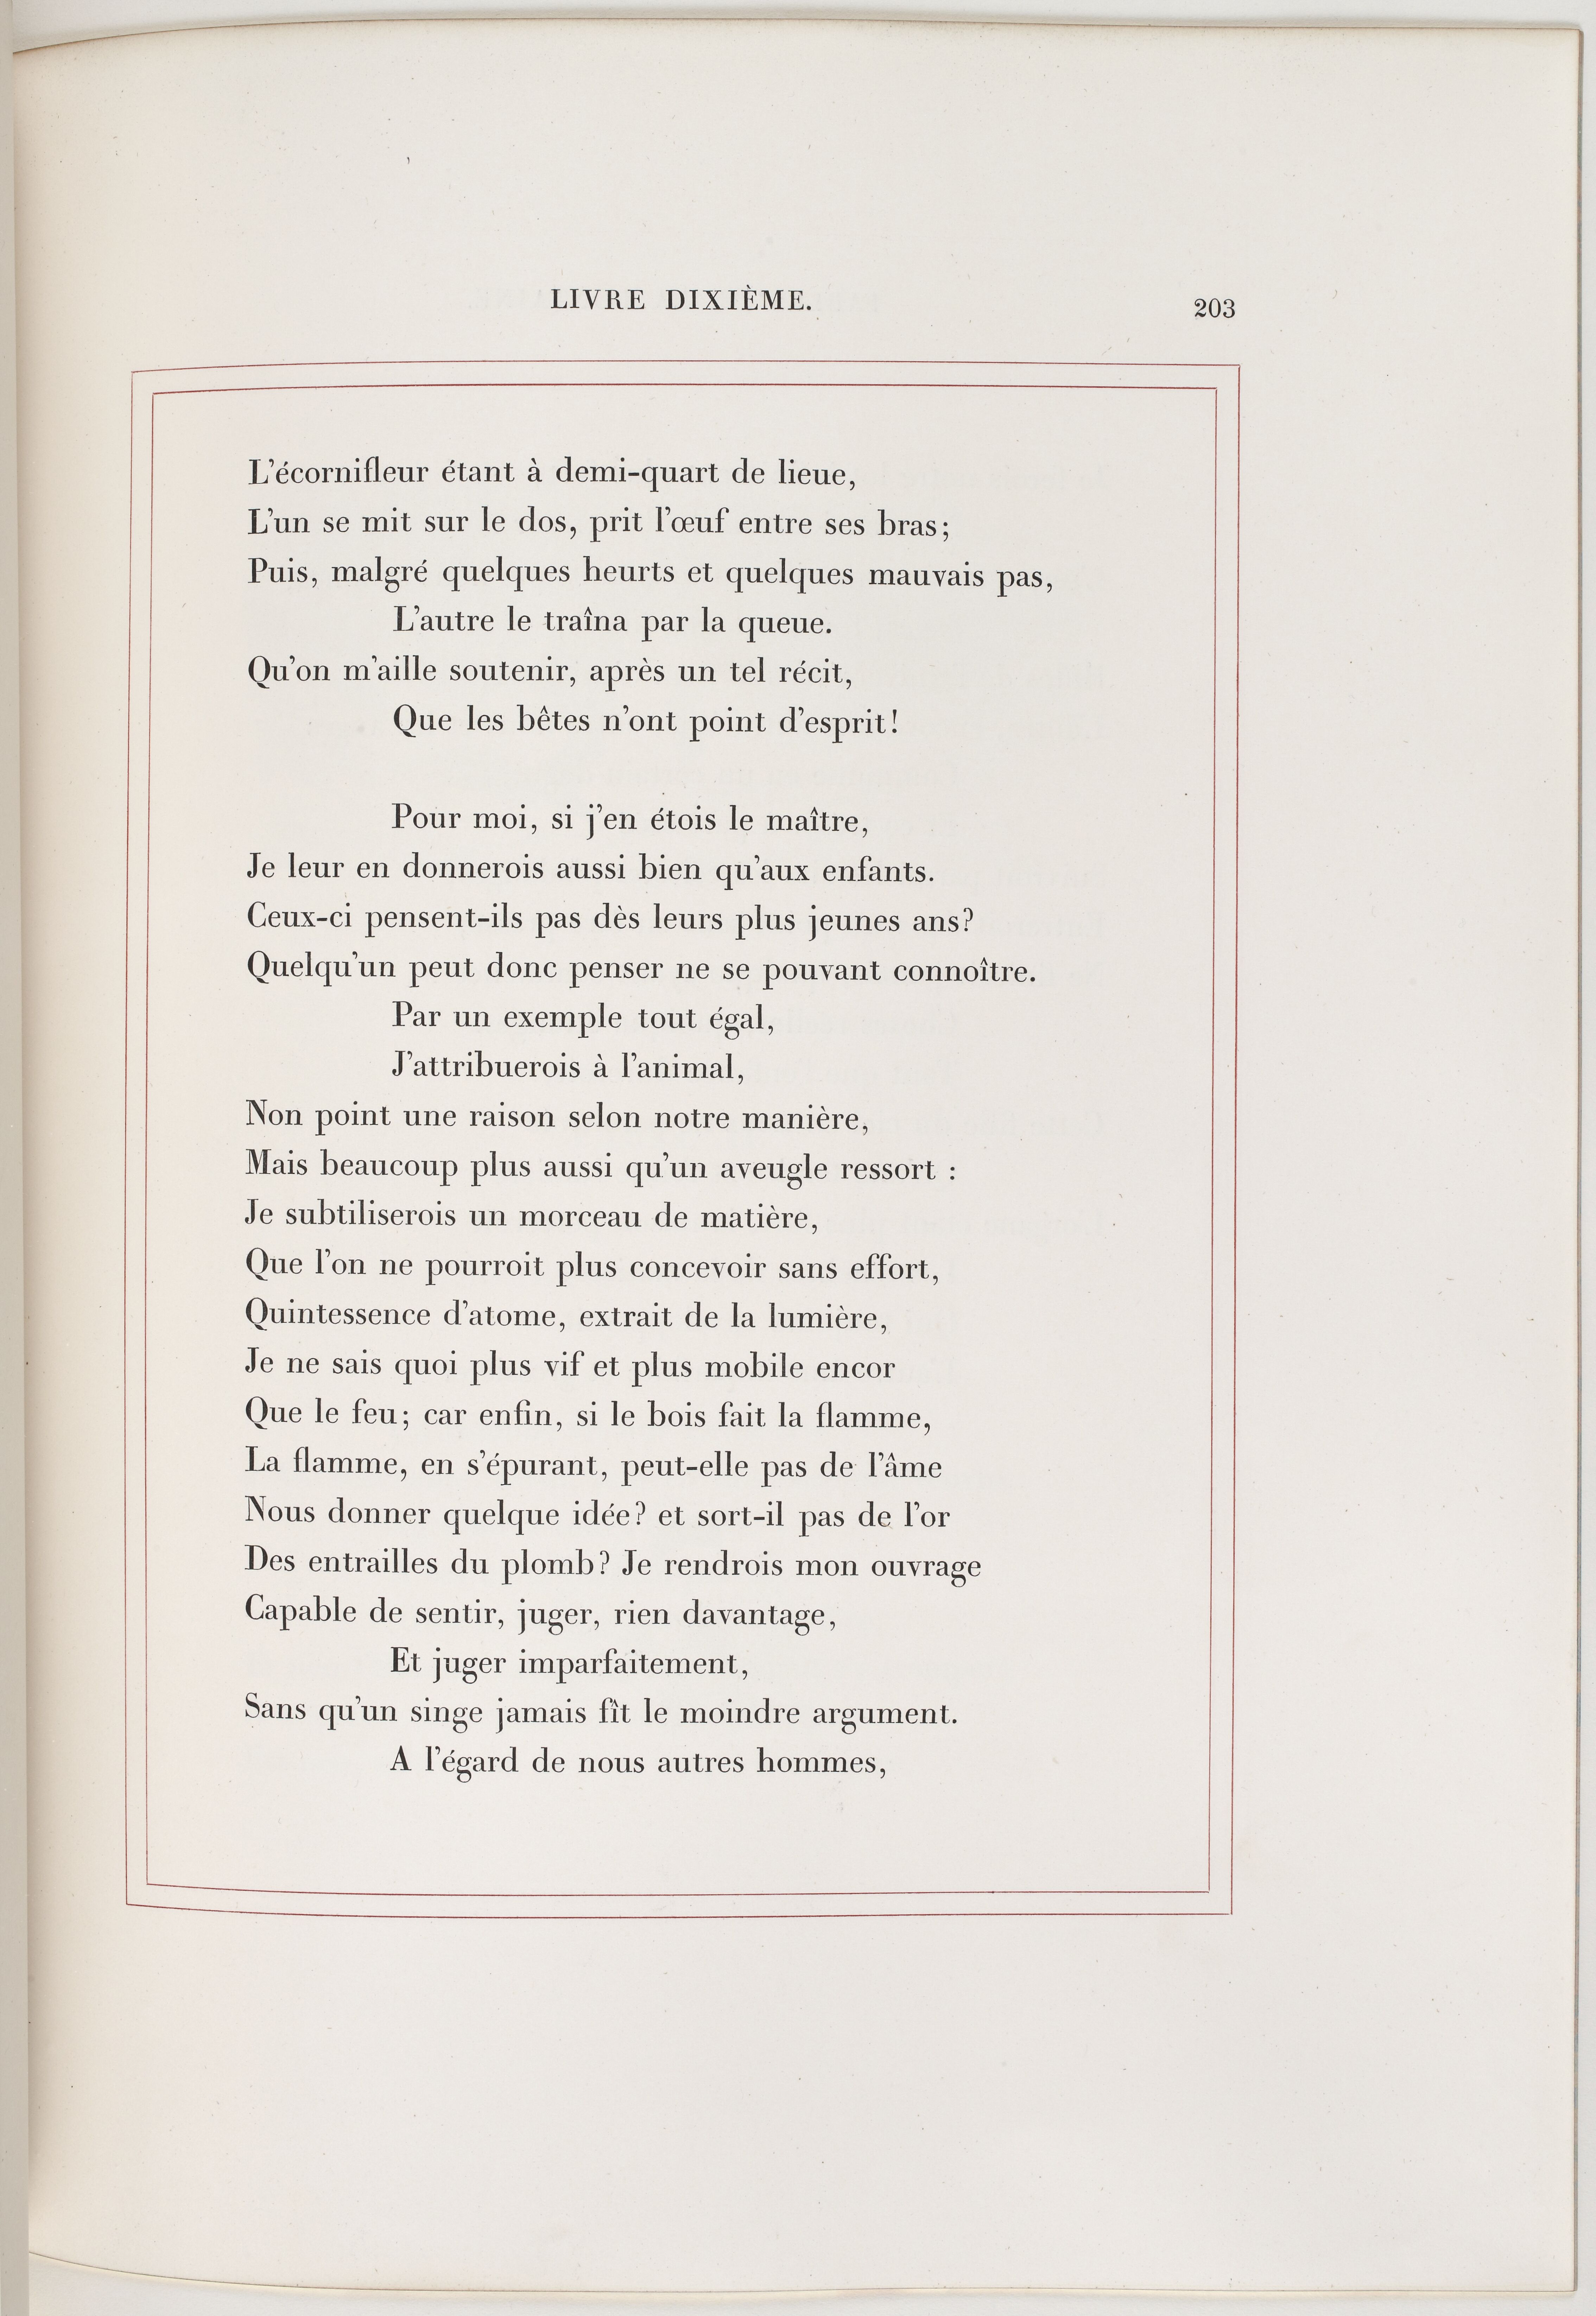 LIVRE DIXIÈME.
203
L'écornifleur étant à demi-quart de lieue,
L'un se mit sur le dos, prit l'œuf entre ses bras;
Puis, malgré quelques heurts et quelques mauvais pas,
L'autre le traîna par la queue.
Qu'on m'aille soutenir, après un tel récit,
Que les bêtes n'ont point d'esprit!
Pour moi, si j'en étois le maître,
Je leur en donnerois aussi bien qu'aux enfants.
Ceux-ci pensent-ils pas dès leurs plus jeunes ans?
Quelqu'un peut donc penser ne se pouvant connoître.
Par un exemple tout égal,
J'attribuerois à l'animal,
Non point une raison selon notre manière,
Mais beaucoup plus aussi qu'un aveugle ressort :
Je subtiliserois un morceau de matière,
Que l'on ne pourroit plus concevoir sans effort,
Quintessence d'atome, extrait de la lumière,
Je ne sais quoi plus vif et plus mobile encor
Que le feu; car enfin, si le bois fait la flamme,
La flamme, en s'épurant, peut-elle pas de l'âme
Nous donner quelque idée? et sort-il pas de l'or
Des entrailles du plomb? Je rendrois mon ouvrage
Capable de sentir, juger, rien davantage,
Et juger imparfaitement,
Sans qu'un singe jamais fît le moindre argument.
A l'égard de nous autres hommes,